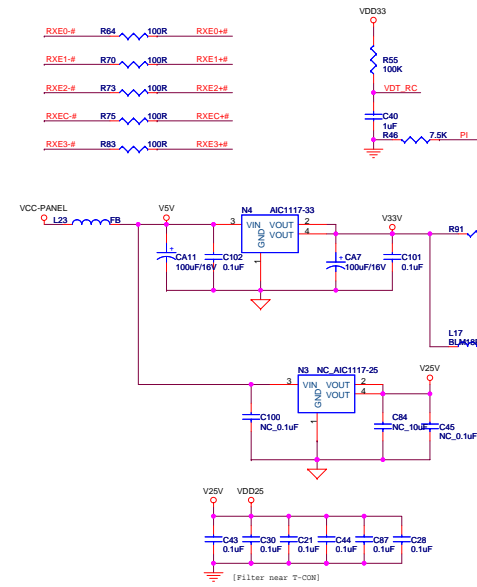 RXE0-# R64 100R RXE0+#
RXE1-# R70 100R RXE1+#
RXE2-# R73 100R RXE2+#
RXEC-# R75 100R RXEC+#
RXE3-# R83 100R RXE3+#
VDD33
R55
100K
VDT_RC
C40
1uF
R46 7.5K PI
VCC-PANEL
L23 FB
V5V
N4 AIC1117-33
3 VIN VOUT 2
VOUT 4
GND
1
V33V
R91
CA11
100uF/16V
C102
0.1uF
CA7
100uF/16V
C101
0.1uF
L17
N3 NC_AIC1117-25
3 VIN VOUT 2
VOUT 4
GND
1
V25V
C100
NC_0.1uF
C84
NC_10uF
C45
NC_0.1uF
V25V VDD25
C43 C30 C21 C44 C87 C28
0.1uF 0.1uF 0.1uF 0.1uF 0.1uF 0.1uF
[Filter near T-CON]